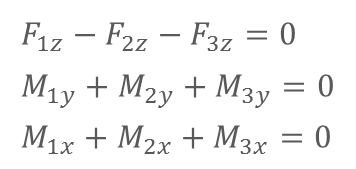 F₁z − F₂z − F₃z = 0
M₁y + M₂y + M₃y = 0
M₁x + M₂x + M₃x = 0